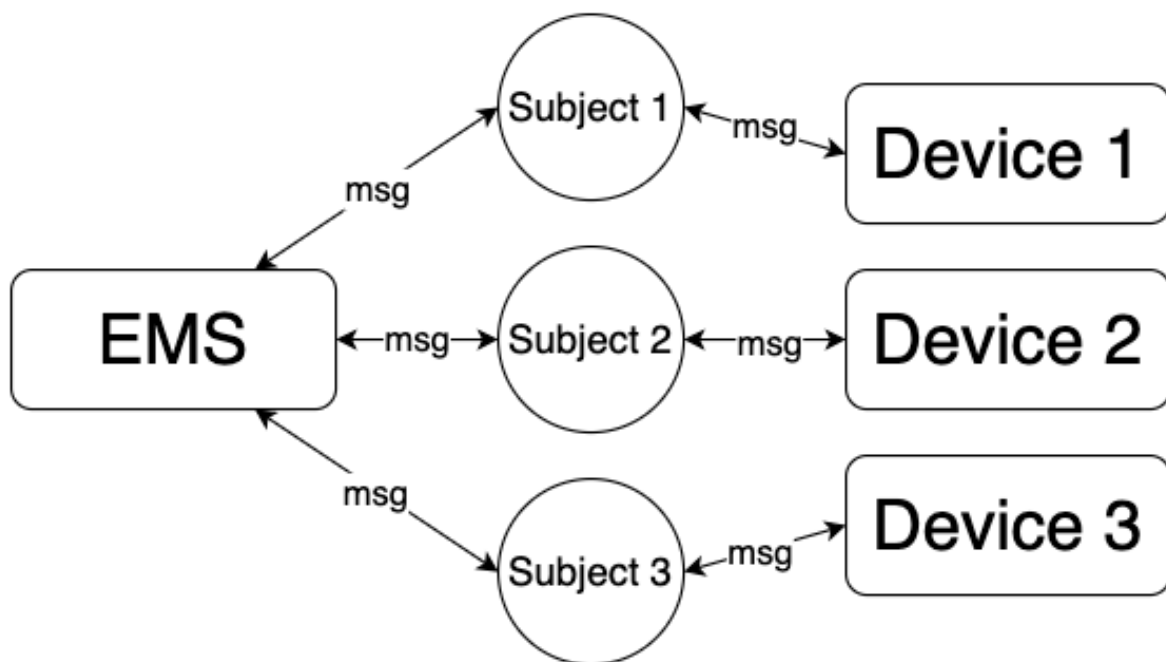 Subject 1
msg
Device 1
msg
EMS
msg
Subject 2
msg
Device 2
msg
Subject 3
msg
Device 3